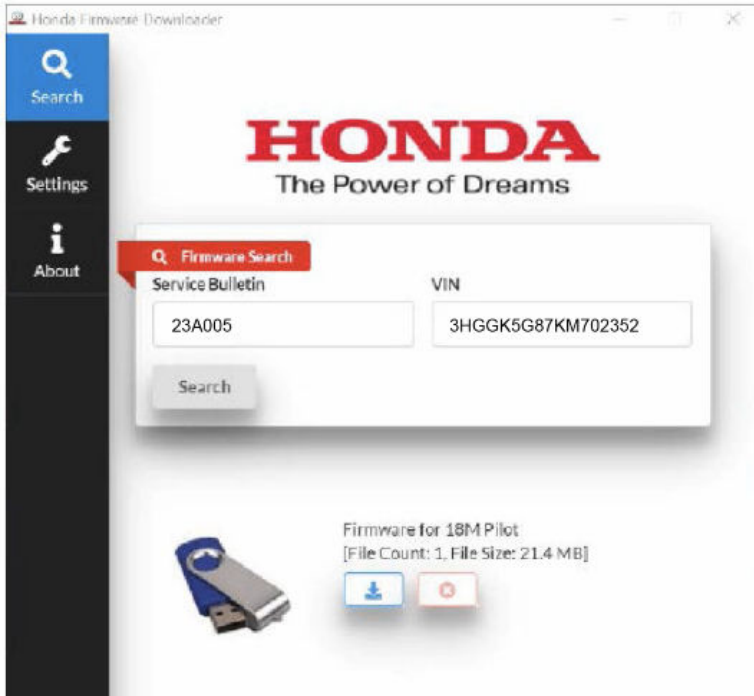 Honda Firmware Downloader
Search
Settings
About
HONDA
The Power of Dreams
Firmware Search
Service Bulletin
VIN
23A005
3HGGK5G87KM702352
Search
Firmware for 18M Pilot
[File Count: 1, File Size: 21.4 MB]